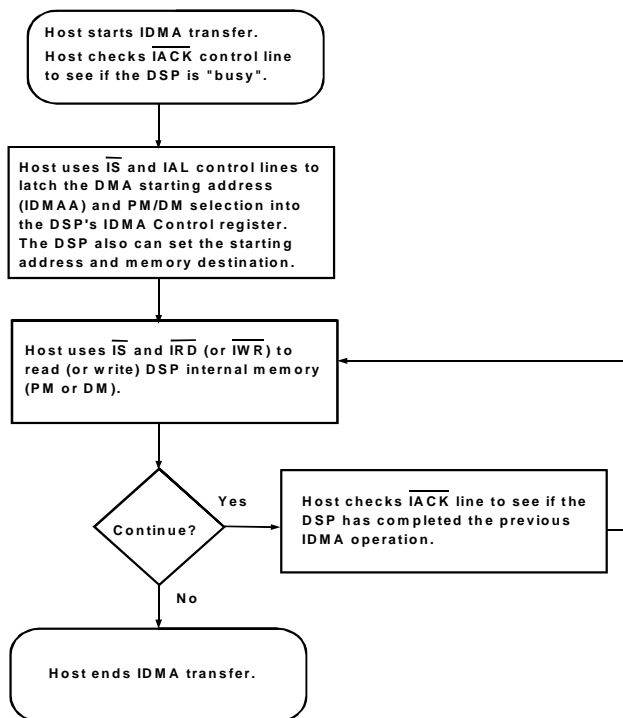 Host starts IDMA transfer.
Host checks IACK control line
to see if the DSP is "busy".
Host uses IS and IAL control lines to
latch the DMA starting address
(IDMAA) and PM/DM selection into
the DSP's IDMA Control register.
The DSP also can set the starting
address and memory destination.
Host uses IS and IRD (or IWR) to
read (or write) DSP internal memory
(PM or DM).
Continue?
Yes
Host checks IACK line to see if the
DSP has completed the previous
IDMA operation.
No
Host ends IDMA transfer.